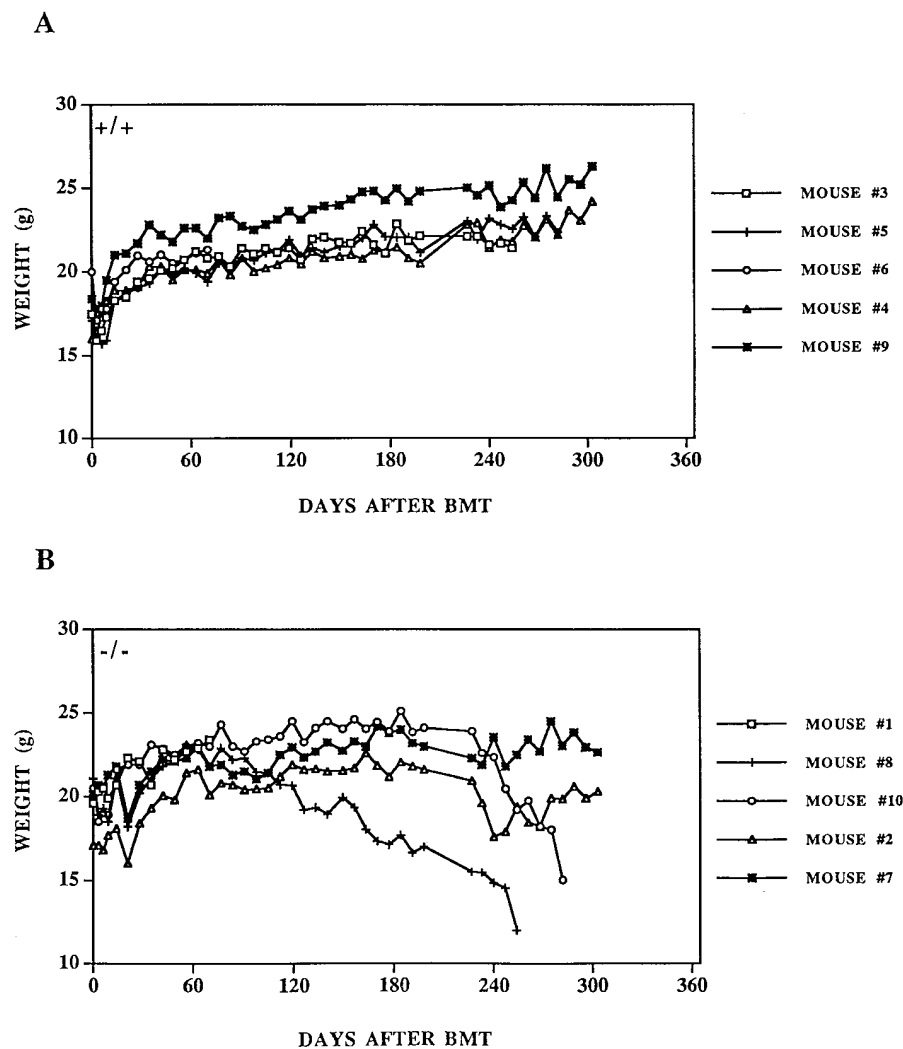 A
30
25
20
15
10
WEIGHT (g)
+/+
0 60 120 180 240 300 360
DAYS AFTER BMT
MOUSE #3
MOUSE #5
MOUSE #6
MOUSE #4
MOUSE #9
B
30
25
20
15
10
WEIGHT (g)
-/-
0 60 120 180 240 300 360
DAYS AFTER BMT
MOUSE #1
MOUSE #8
MOUSE #10
MOUSE #2
MOUSE #7